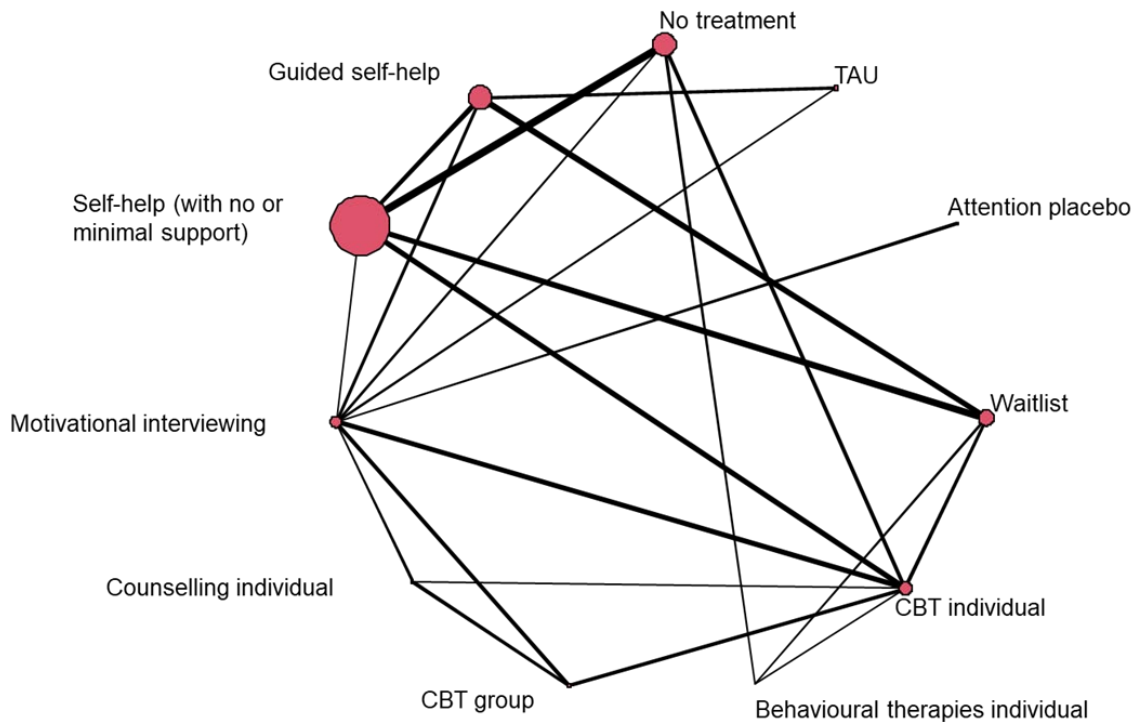 No treatment
Guided self-help
TAU
Self-help (with no or
minimal support)
Attention placebo
Waitlist
Motivational interviewing
Counselling individual
CBT individual
CBT group
Behavioural therapies individual